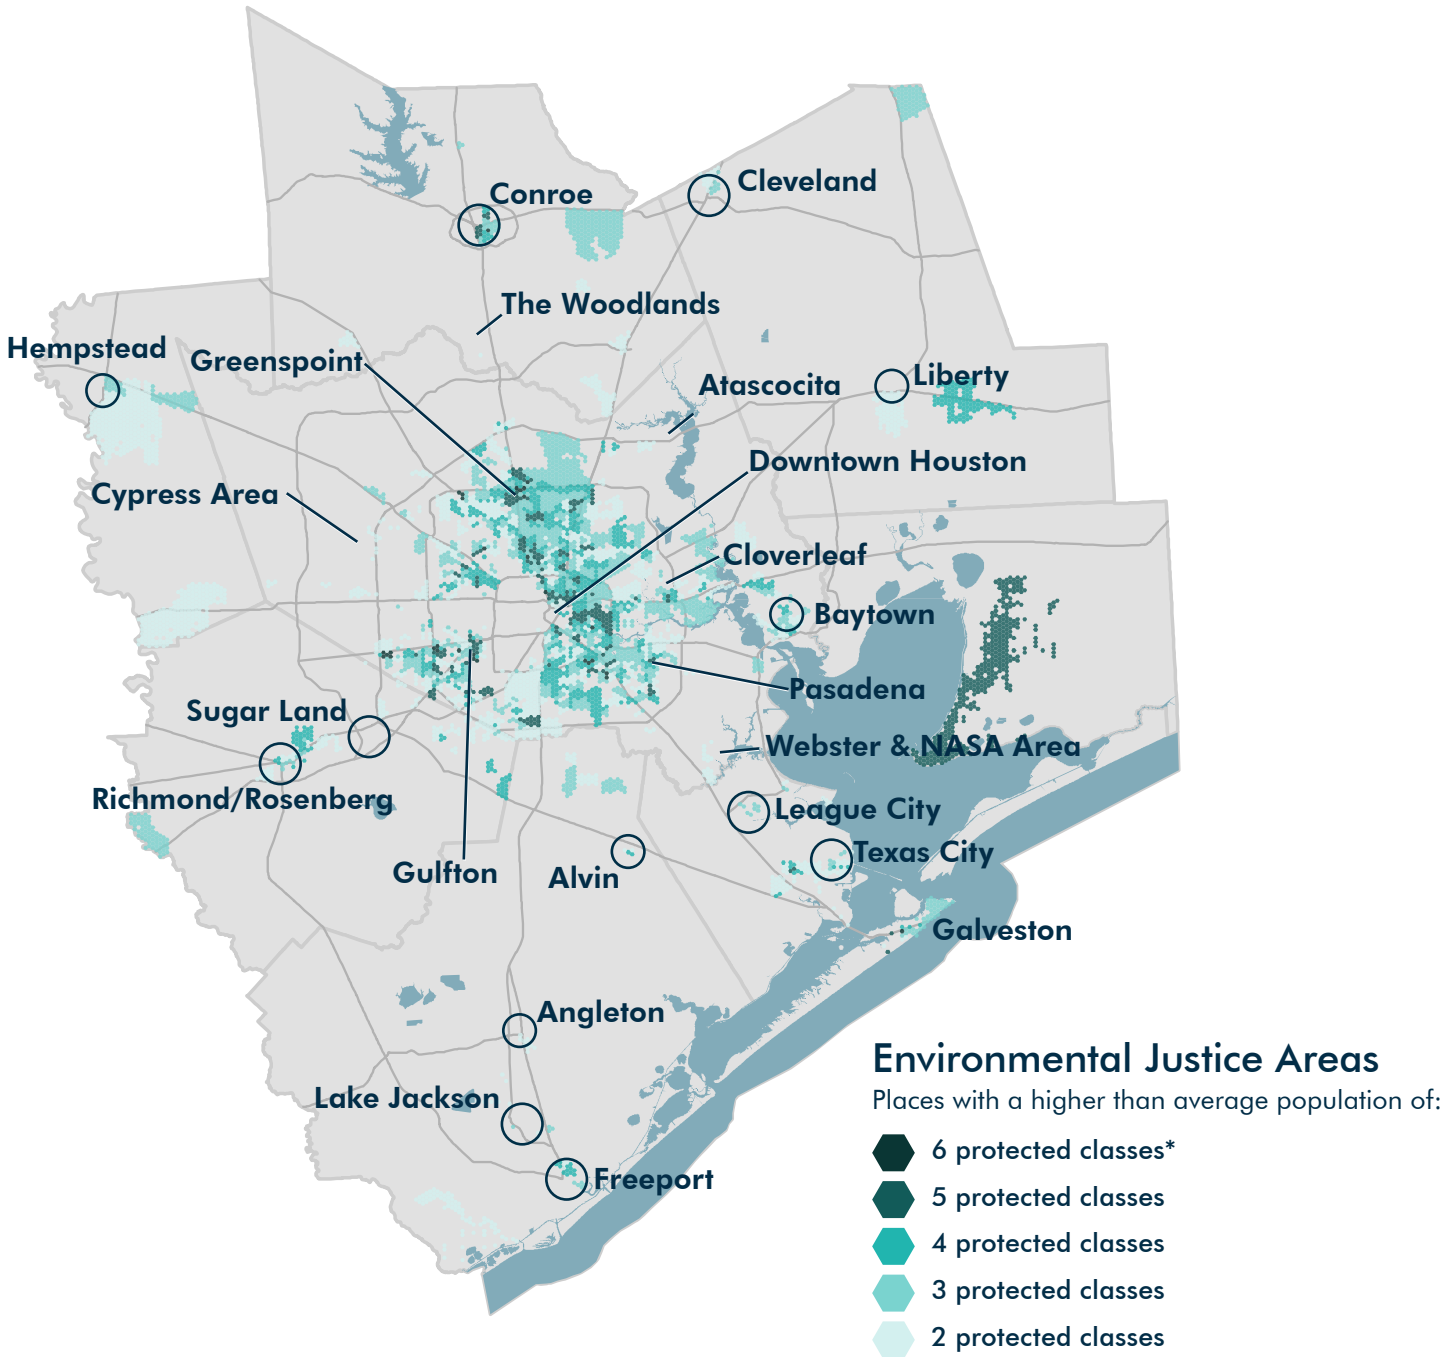 Conroe
Cleveland
The Woodlands
Hempstead
Greenspoint
Atascocita
Liberty
Downtown Houston
Cypress Area
Cloverleaf
Baytown
Pasadena
Sugar Land
Webster & NASA Area
Richmond/Rosenberg
League City
Texas City
Gulfton
Alvin
Galveston
Angleton
Lake Jackson
Freeport
Environmental Justice Areas
Places with a higher than average population of:
6 protected classes*
5 protected classes
4 protected classes
3 protected classes
2 protected classes